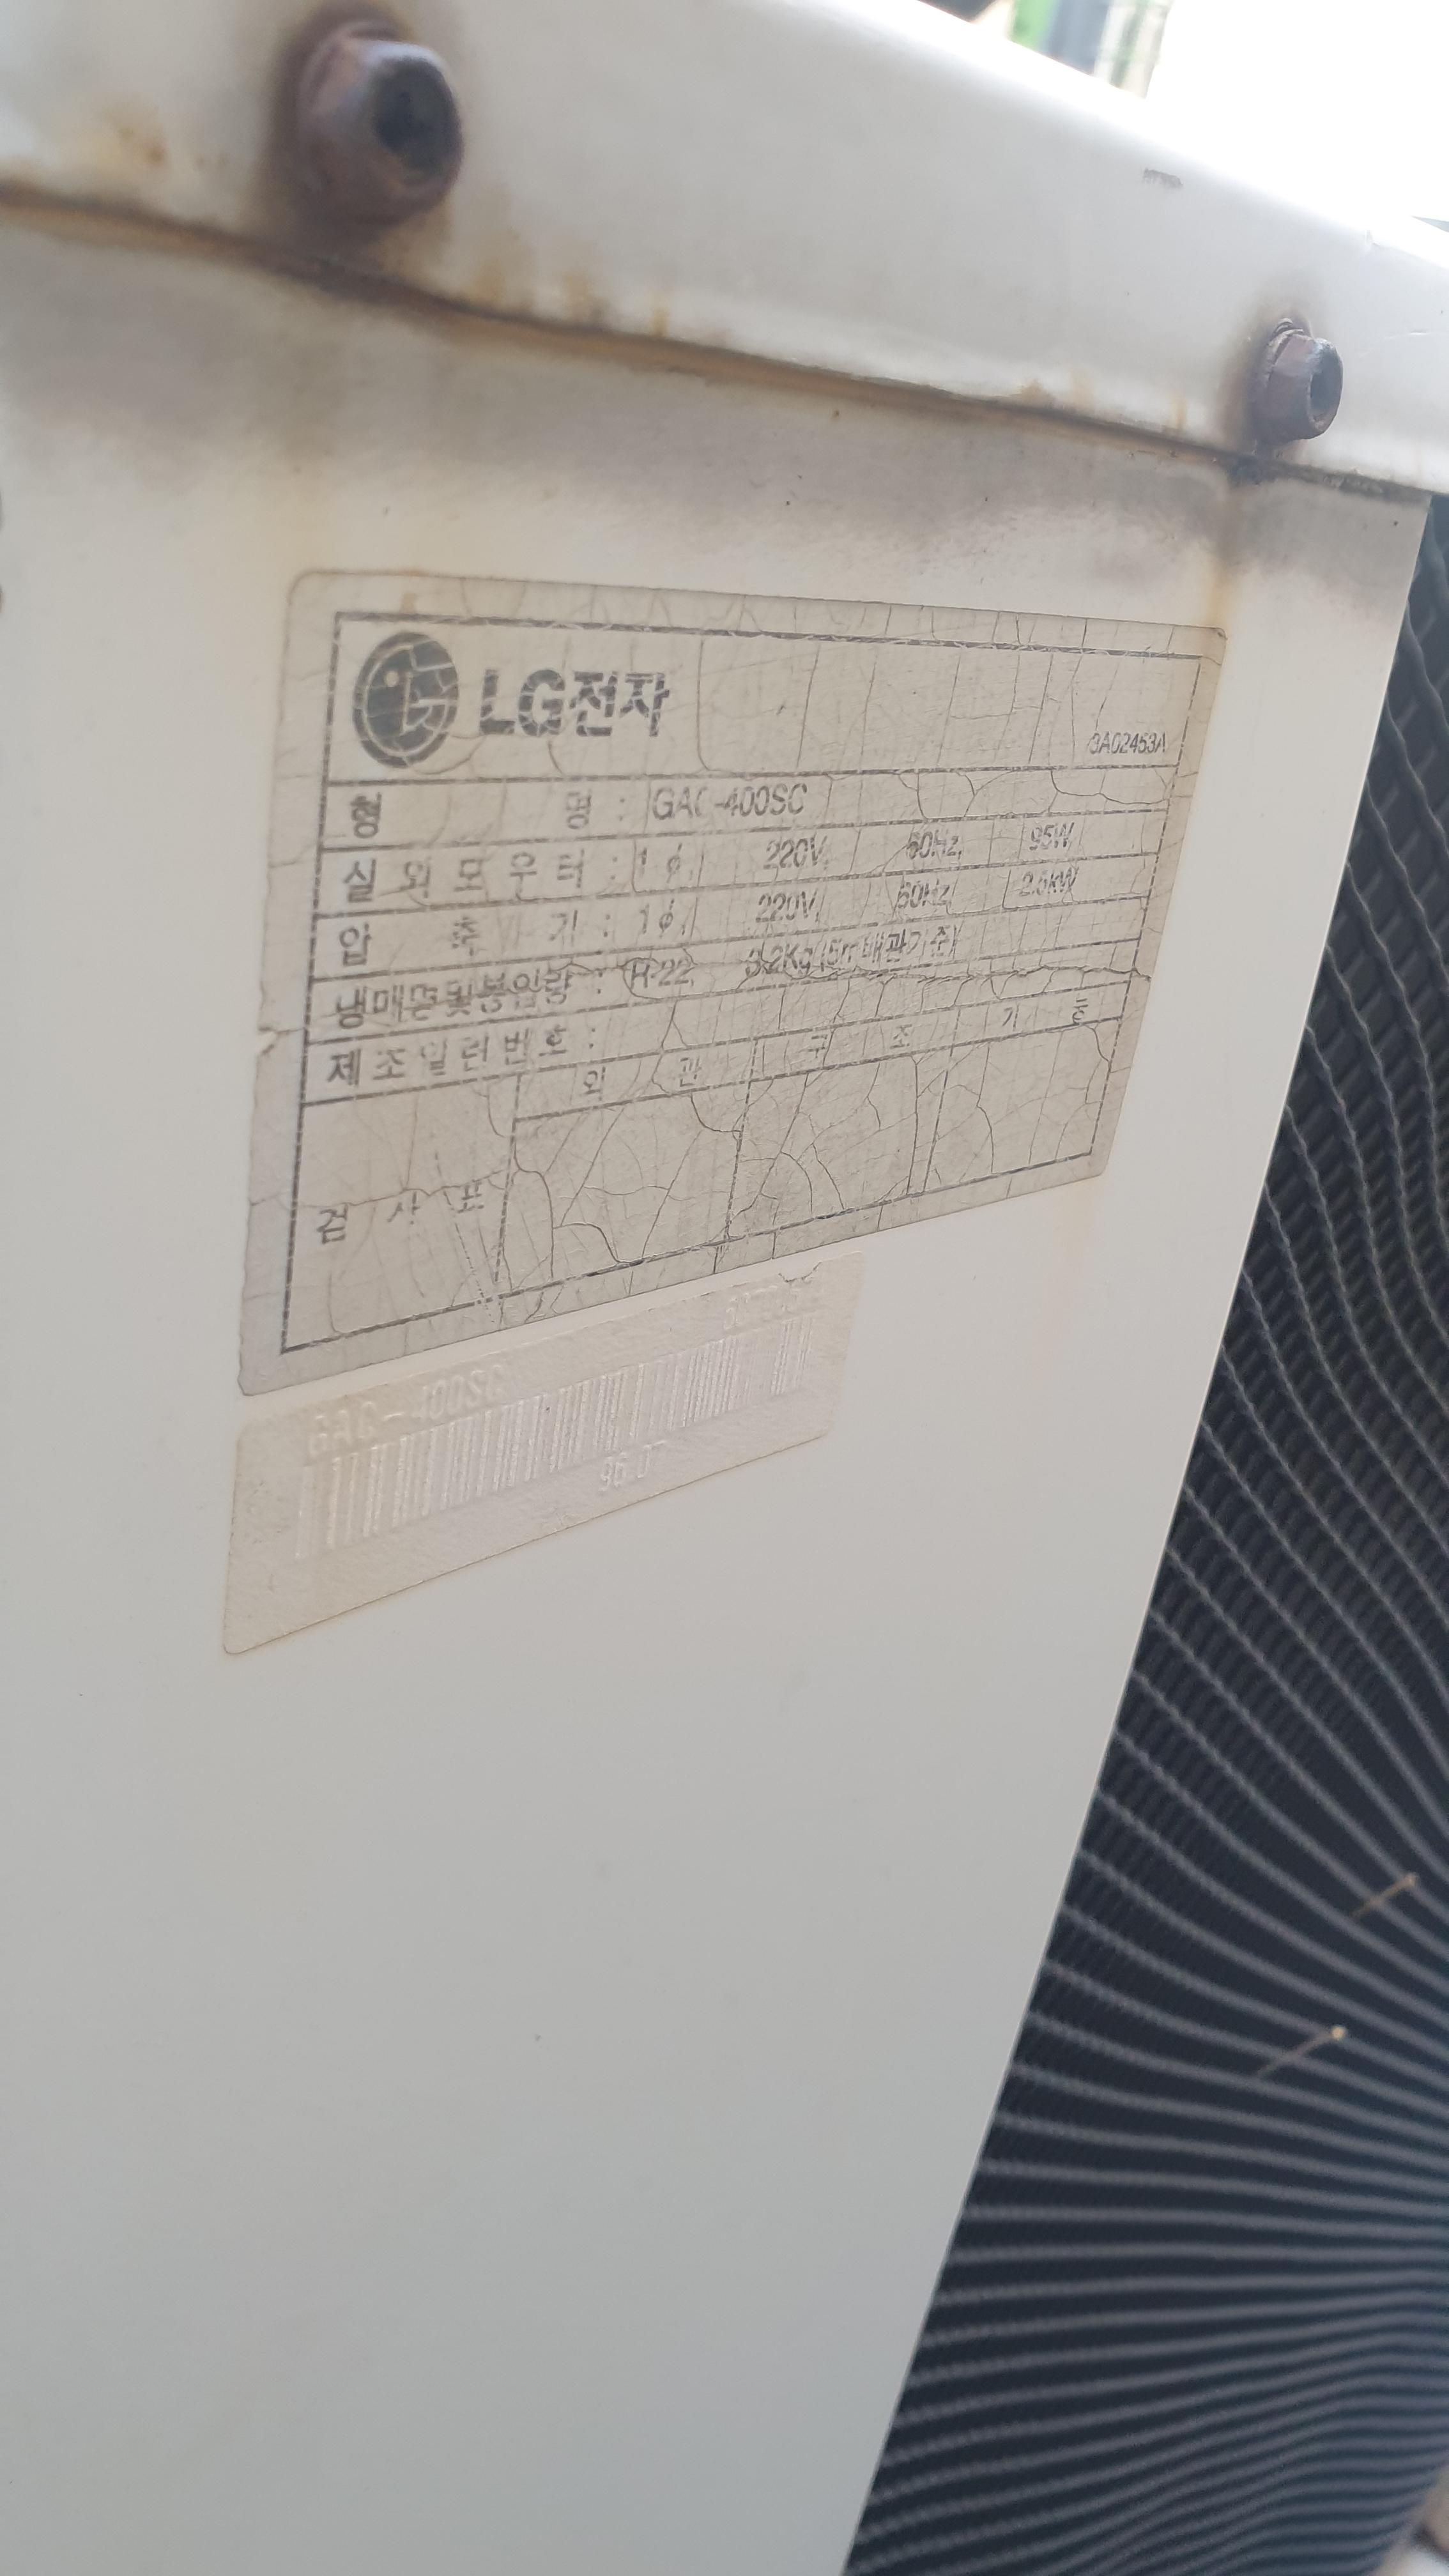 LG전자
3A02453A
형 명 : GAC-400SC
실 외 모 우 터 : 1φ, 220V, 60Hz, 95W
압 축 기 : 1φ, 220V, 60Hz, 2.6kW
냉매명및봉입량 : R-22, 3.2Kg (5m 배관기준)
제 조 일 련 번 호 :
검 사 표
외 관 구 조 기 능
GAC-400SC
96.07